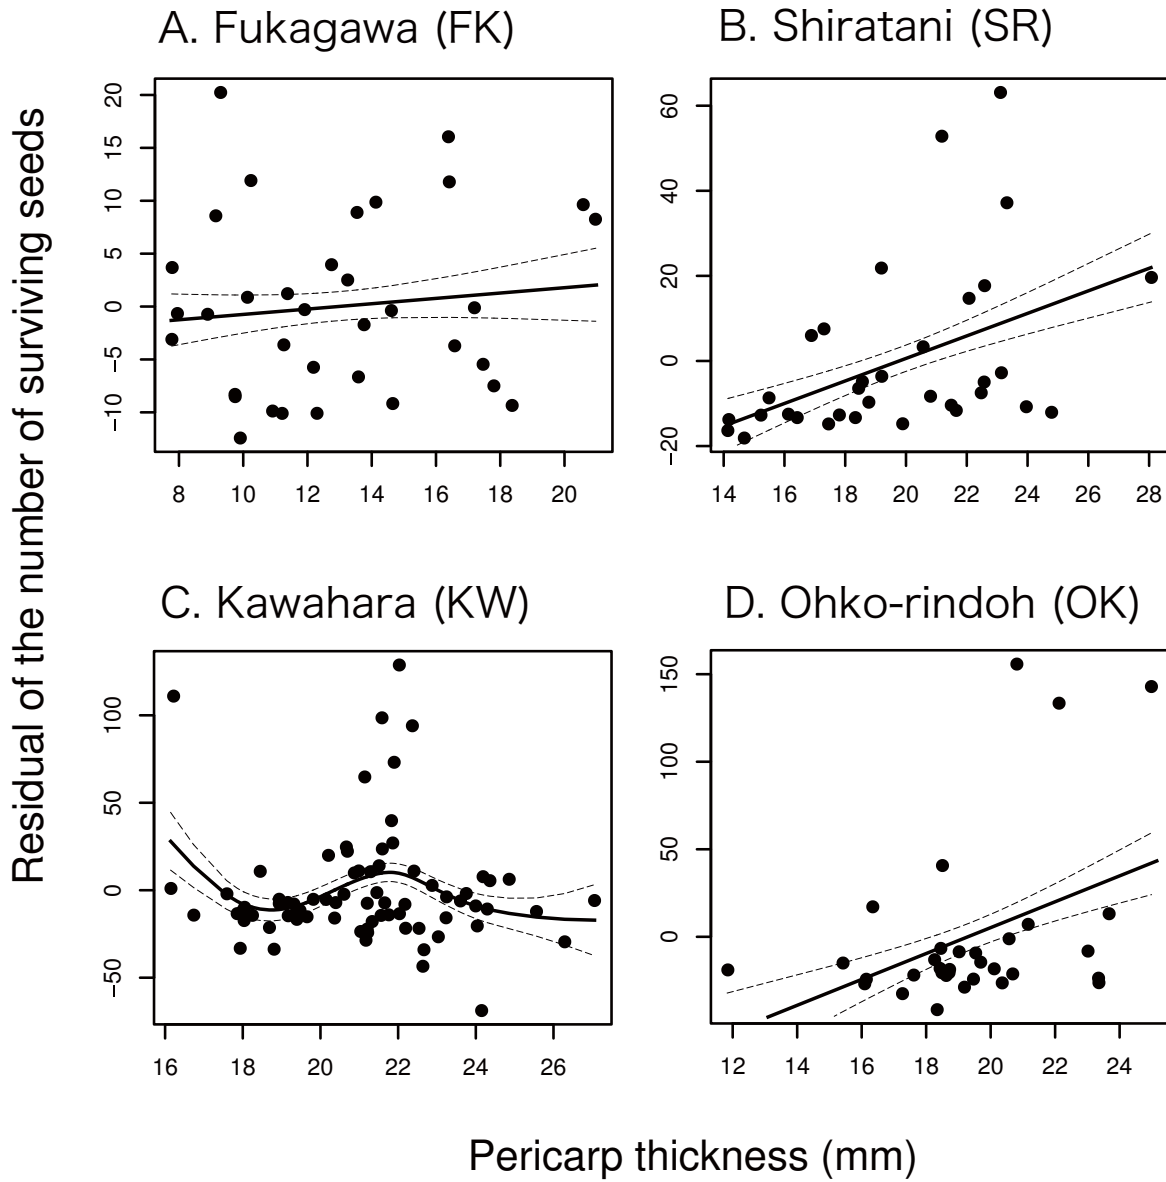 A. Fukagawa (FK)
B. Shiratani (SR)
20
15
10
5
0
−5
−10
8 10 12 14 16 18 20
60
40
20
0
−20
14 16 18 20 22 24 26 28
Residual of the number of surviving seeds
C. Kawahara (KW)
D. Ohko-rindoh (OK)
100
50
0
−50
16 18 20 22 24 26
150
100
50
0
12 14 16 18 20 22 24
Pericarp thickness (mm)